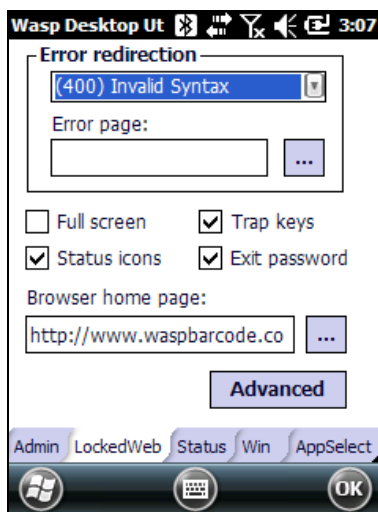 Wasp Desktop Ut 3:07
Error redirection
(400) Invalid Syntax
Error page:
...
Full screen Trap keys
Status icons Exit password
Browser home page:
http://www.waspbarcode.co ...
Advanced
Admin LockedWeb Status Win AppSelect
OK